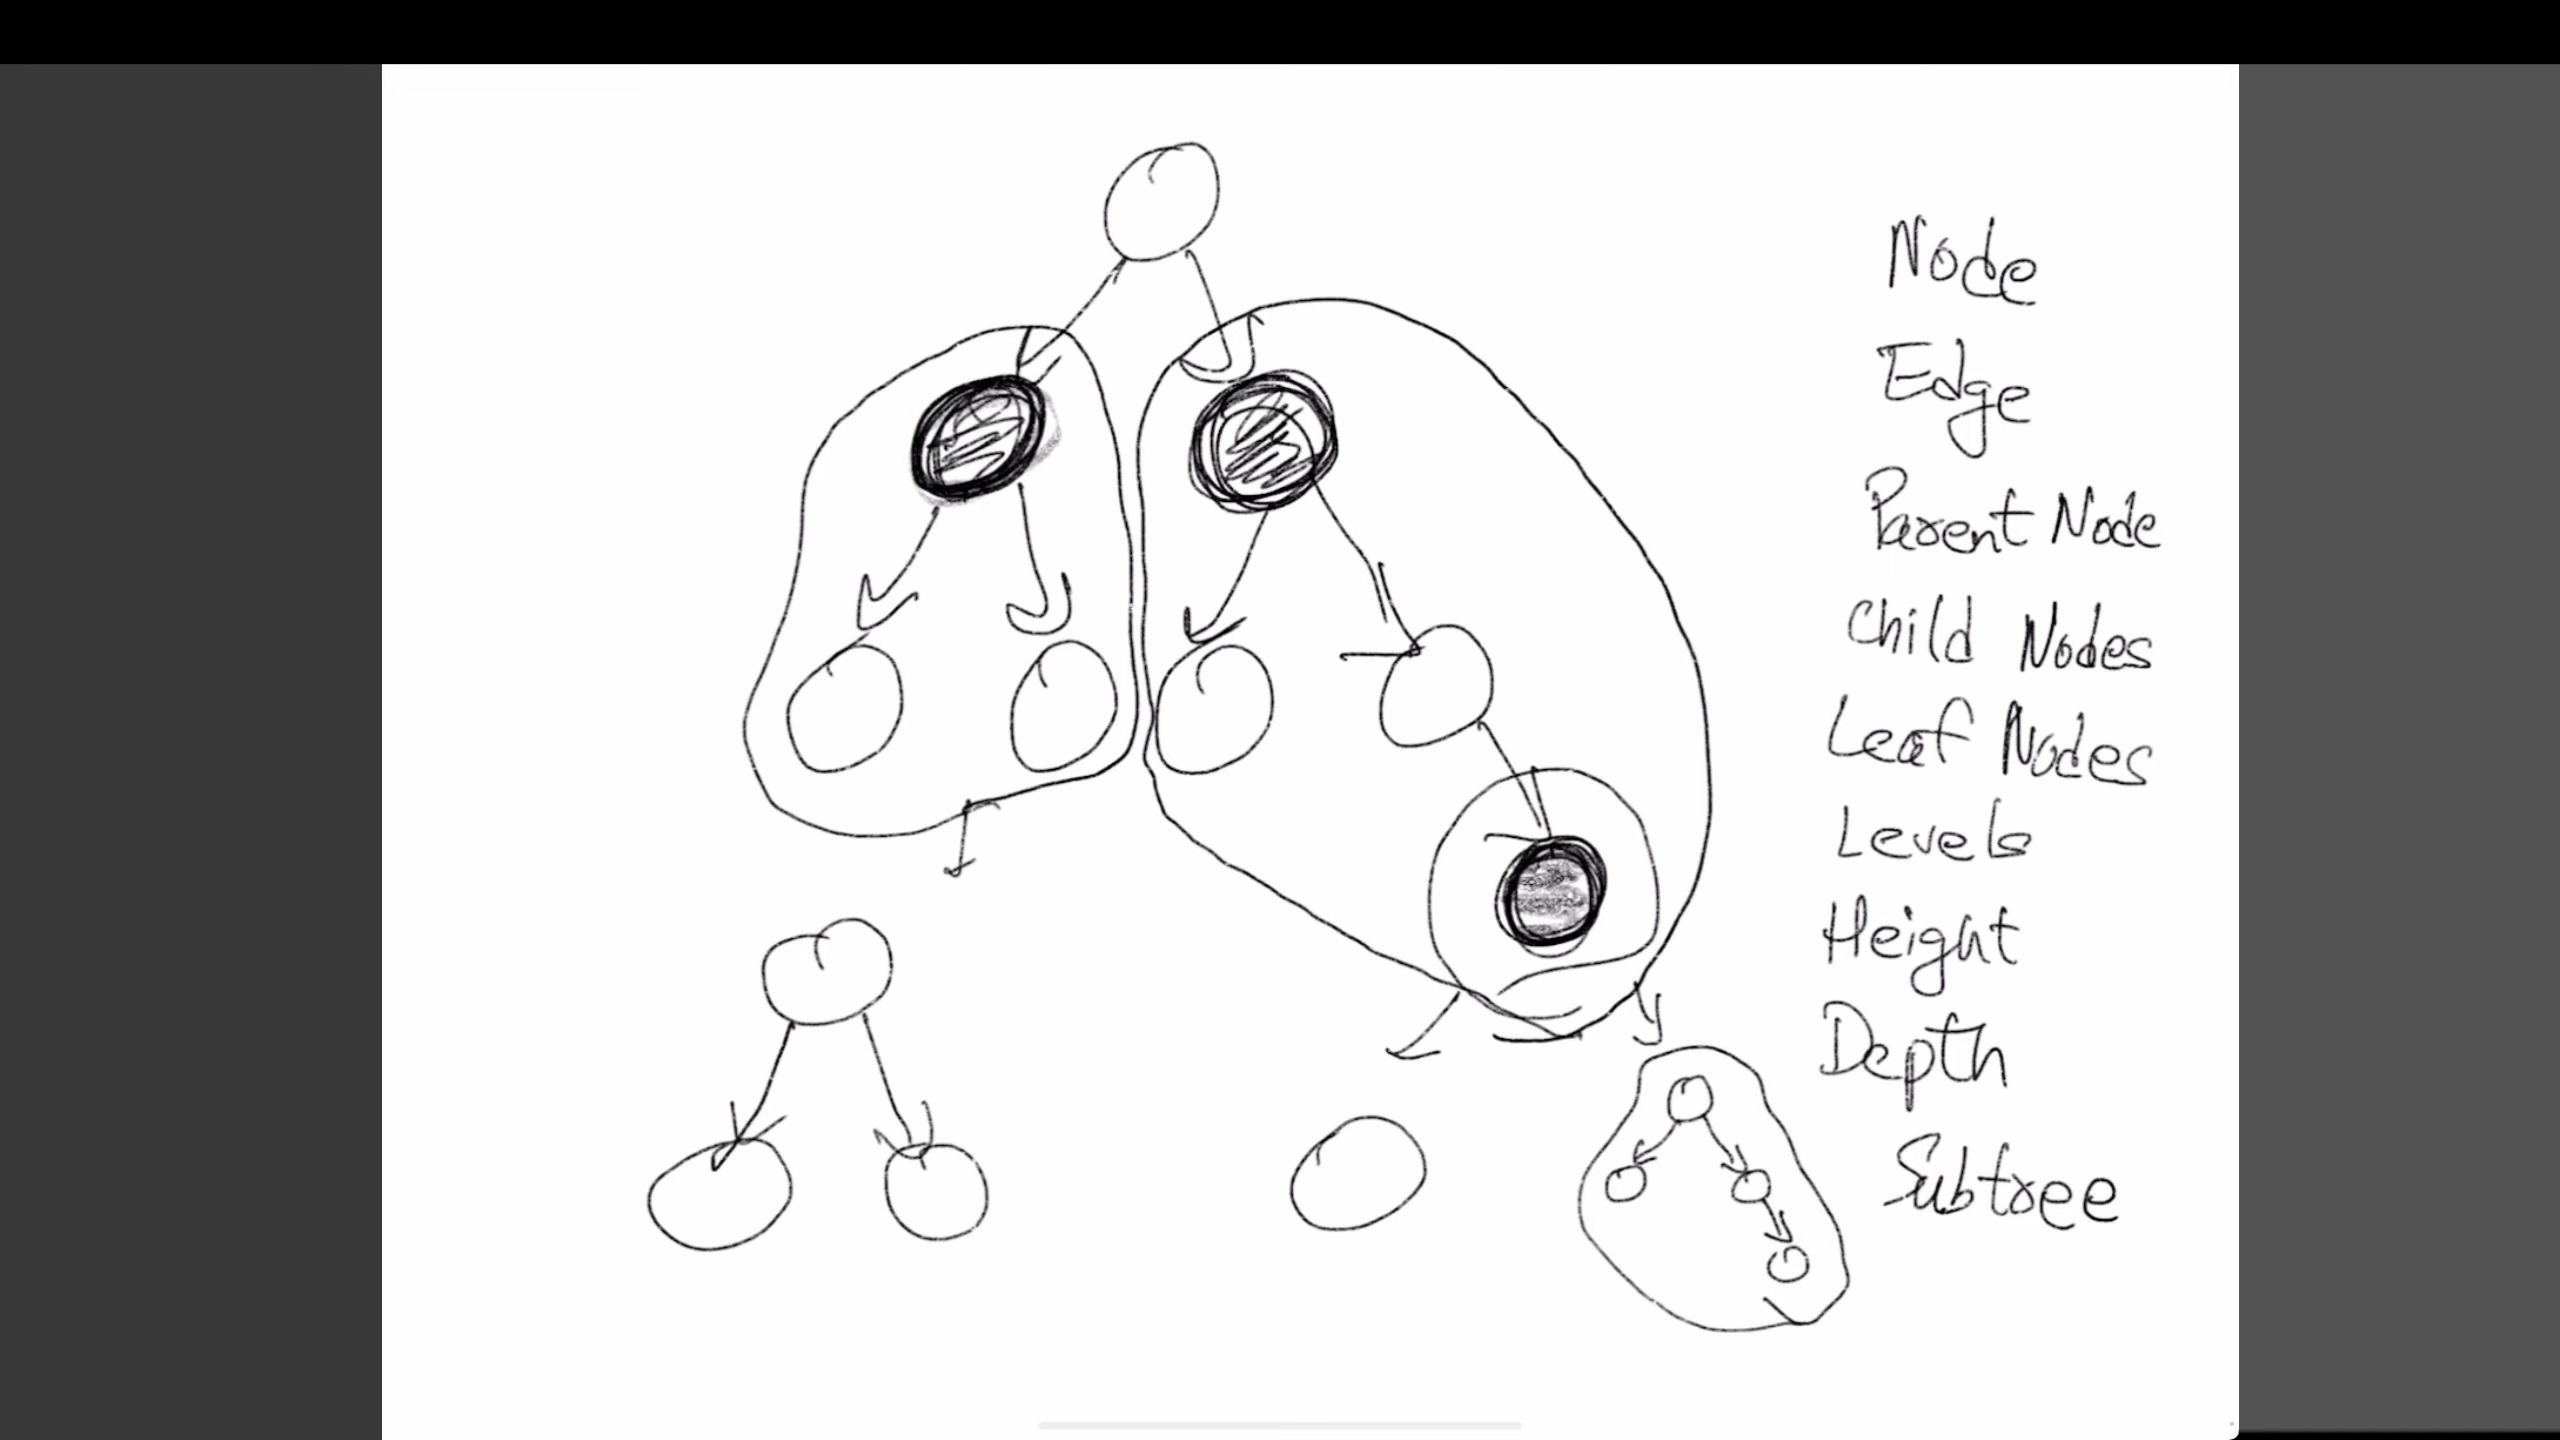 Node
Edge
Parent Node
Child Nodes
Leaf Nodes
Levels
Height
Depth
Subtree